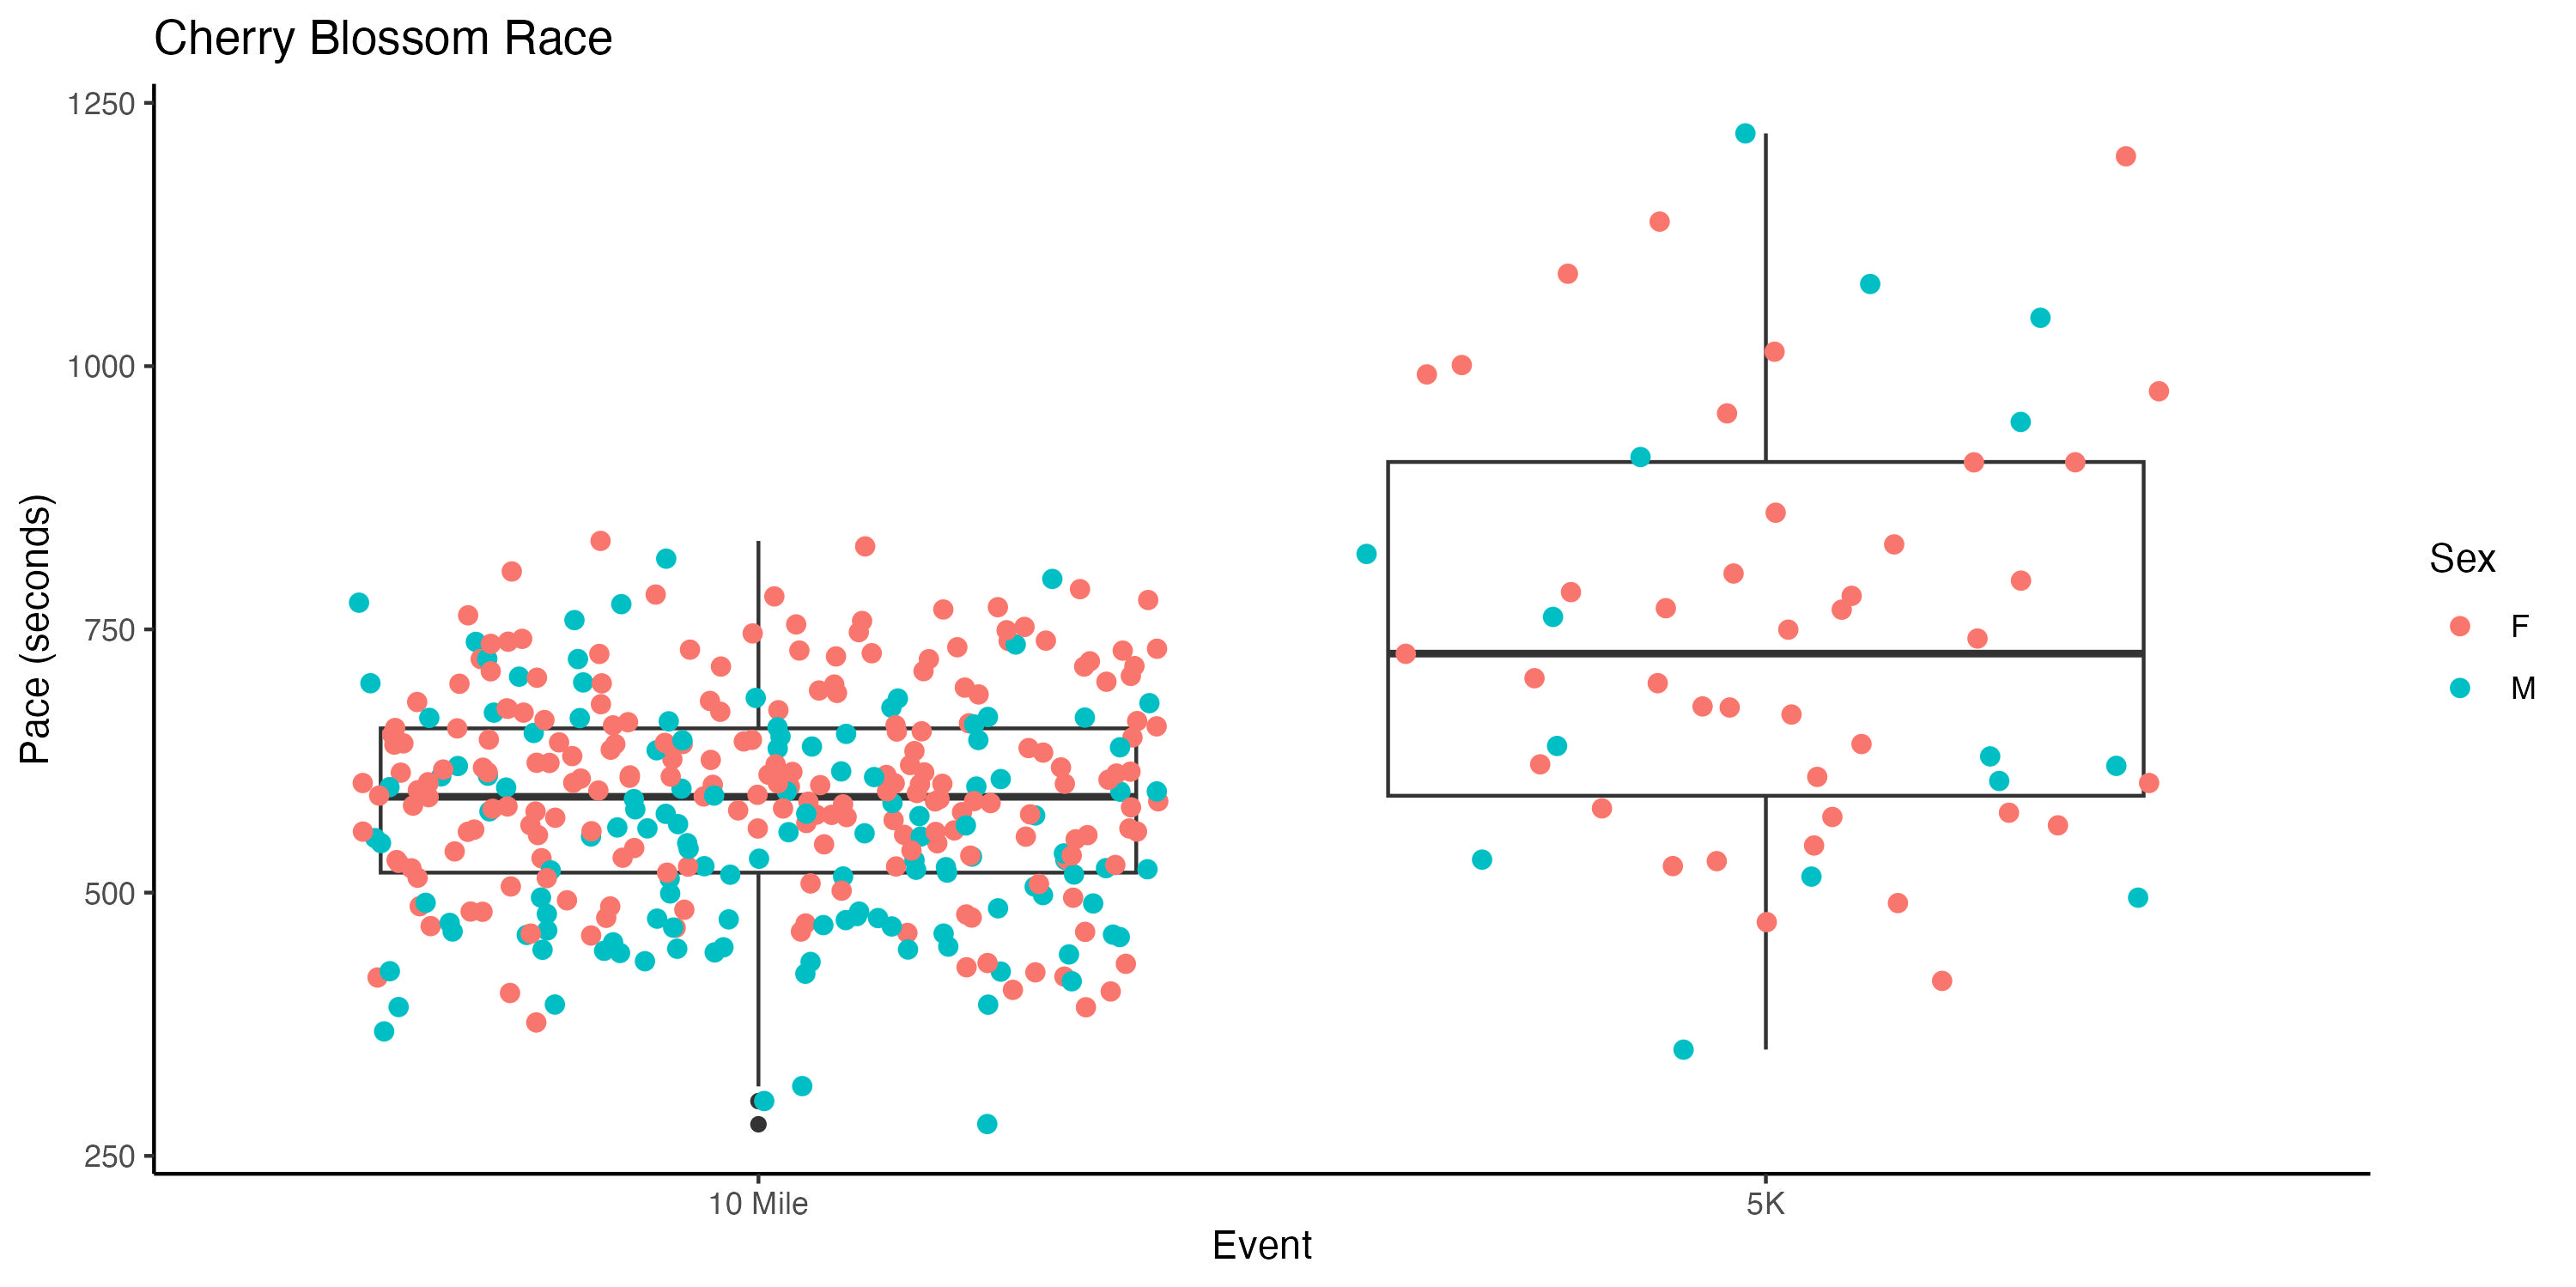 Cherry Blossom Race
1250
1000
750
500
250
Pace (seconds)
10 Mile
5K
Event
Sex
F
M